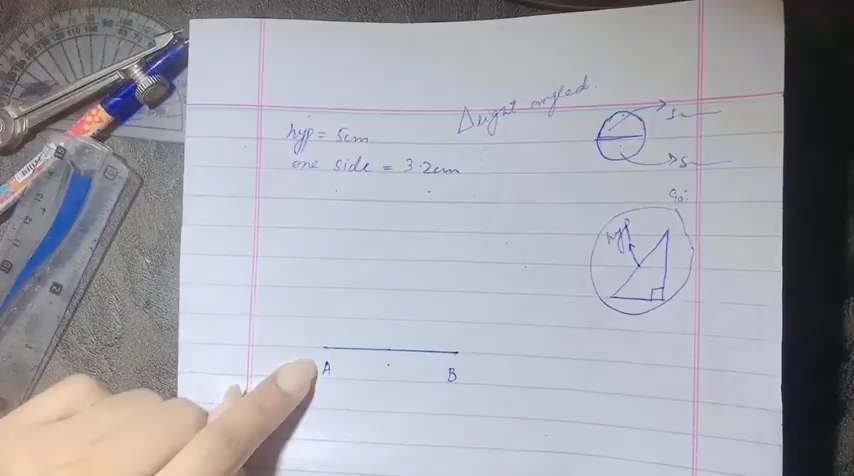 △ right angled.
hyp = 5cm
one side = 3.2cm
90°
hyp
A
B